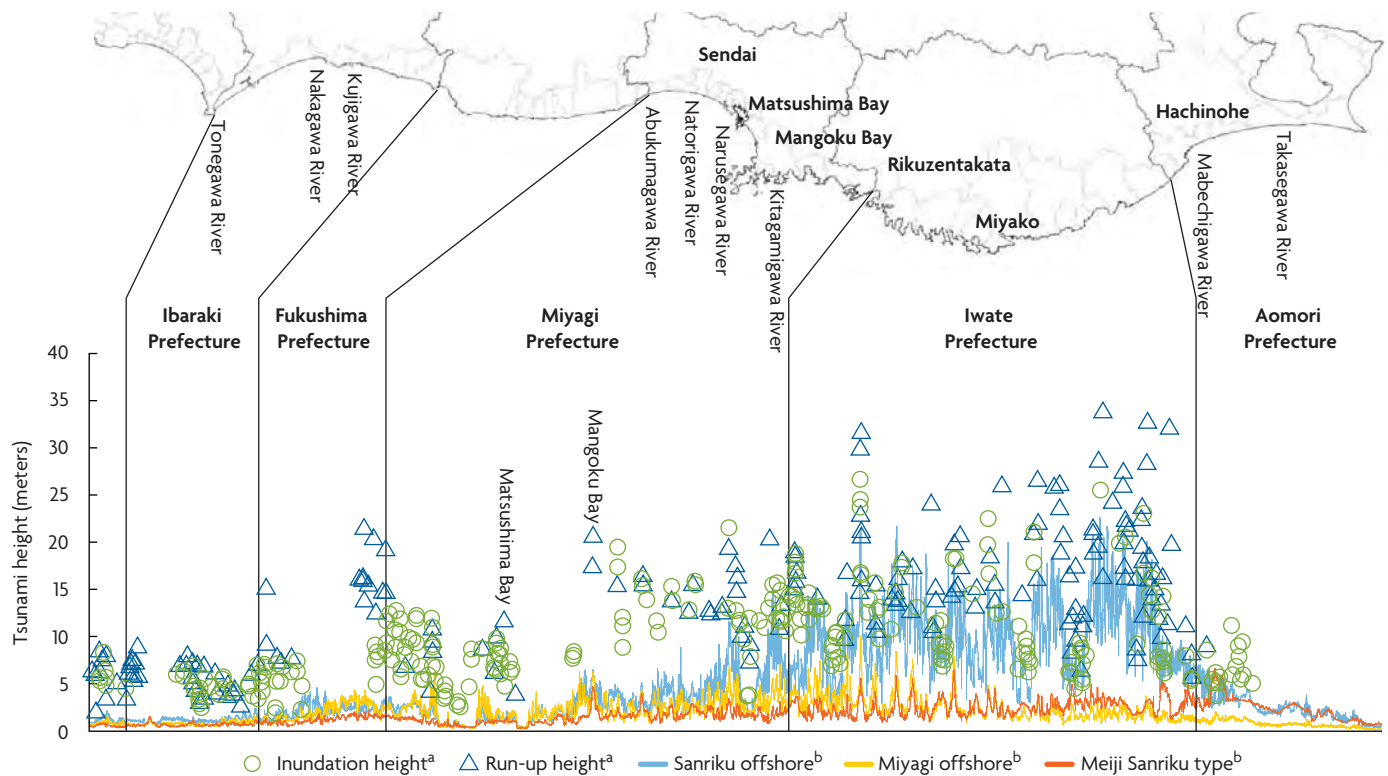 Sendai
Matsushima Bay
Mangoku Bay
Rikuzentakata
Miyako
Hachinohe
Tonegawa River
Nakagawa River
Kujigawa River
Abukumagawa River
Natorigawa River
Narusegawa River
Kitagamigawa River
Mabechigawa River
Takasegawa River
Ibaraki
Prefecture
Fukushima
Prefecture
Miyagi
Prefecture
Iwate
Prefecture
Aomori
Prefecture
Tsunami height (meters)
40
35
30
25
20
15
10
5
0
Matsushima Bay
Mangoku Bay
Inundation heightᵃ
Run-up heightᵃ
Sanriku offshoreᵇ
Miyagi offshoreᵇ
Meiji Sanriku typeᵇ